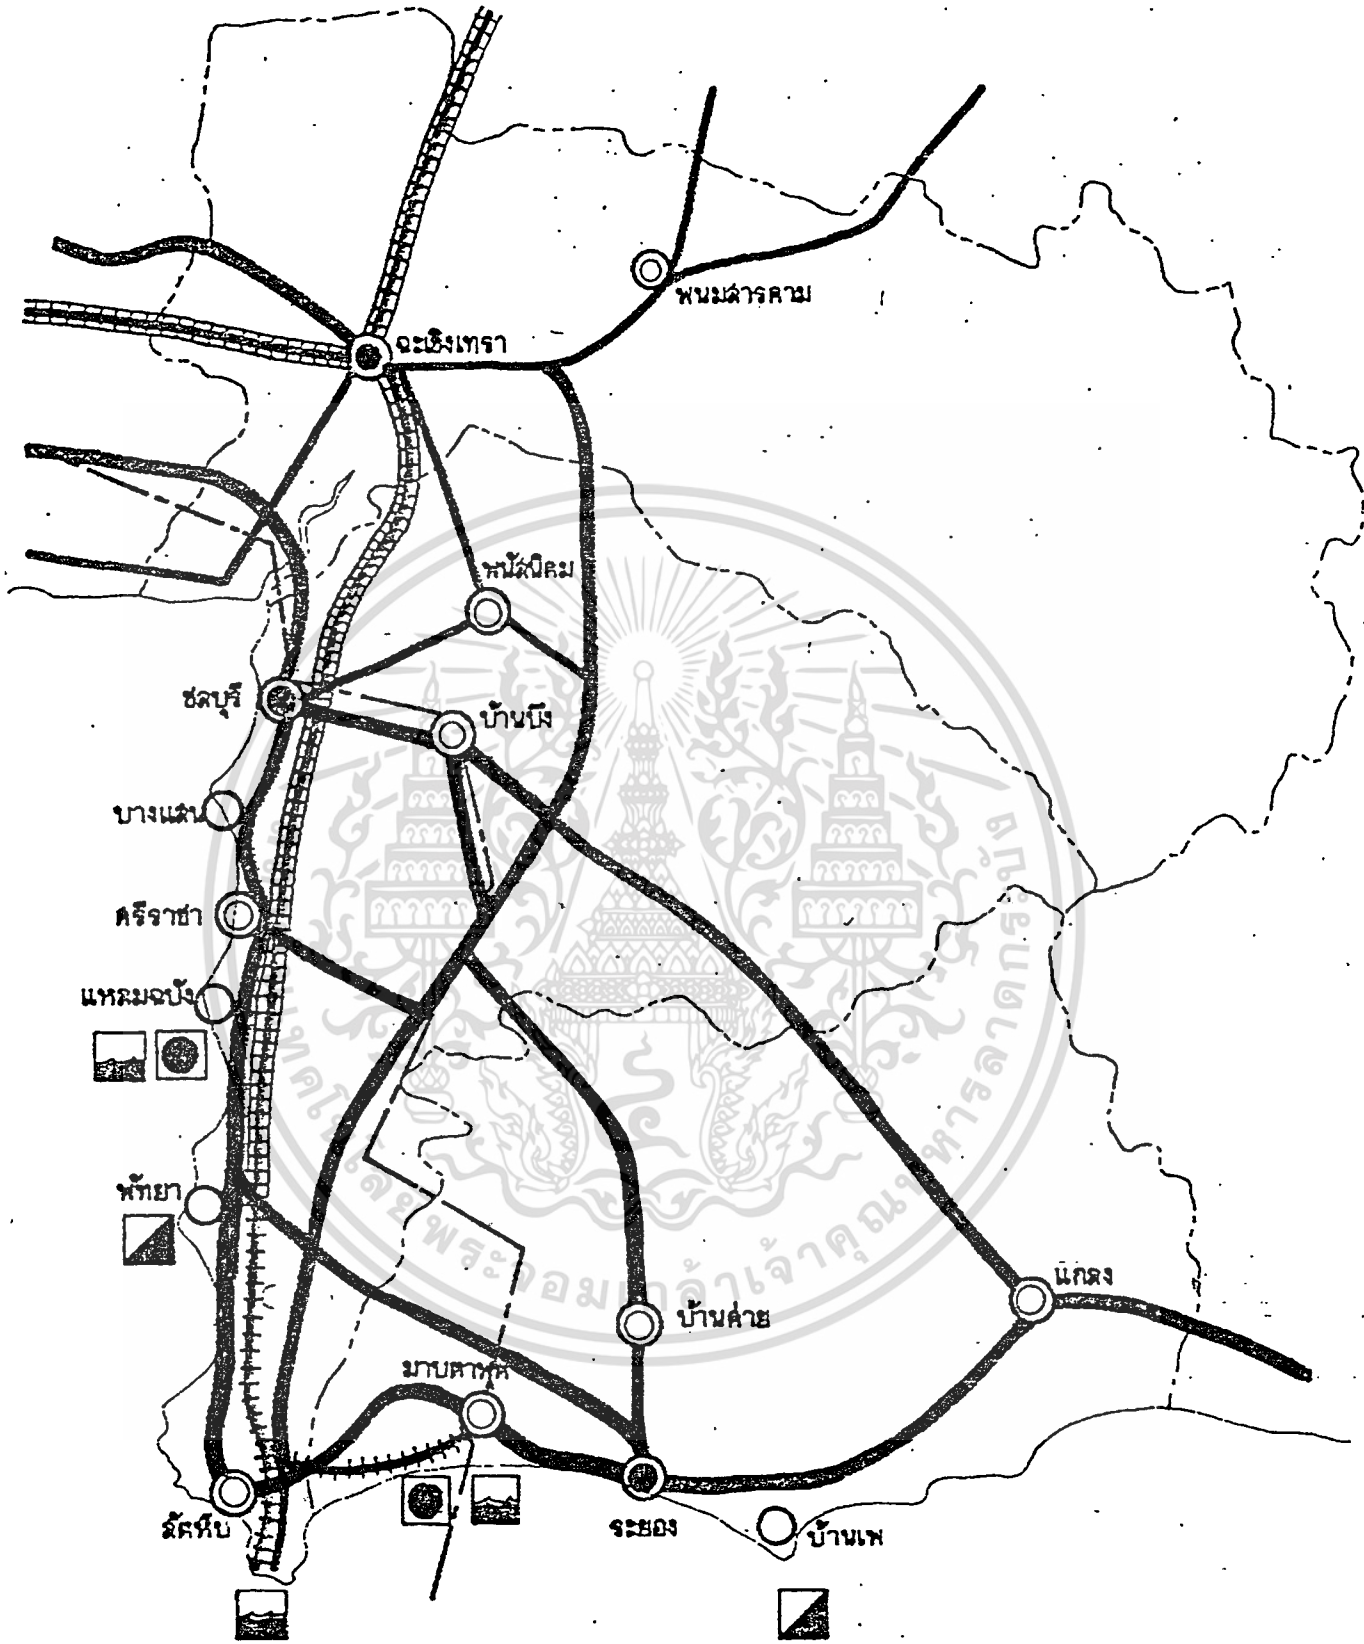 พนมสารคาม
ฉะเชิงเทรา
พนัสนิคม
ชลบุรี
บ้านบึง
บางแสน
ศรีราชา
แหลมฉบัง
พัทยา
แกลง
บ้านค่าย
มาบตาพุด
สัตหีบ
ระยอง
บ้านเพ